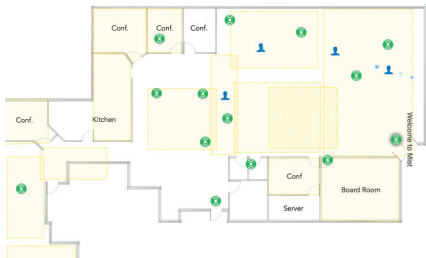 Conf.
Conf.
Conf.
Conf.
Kitchen
Welcome to Mist
Conf
Board Room
Server